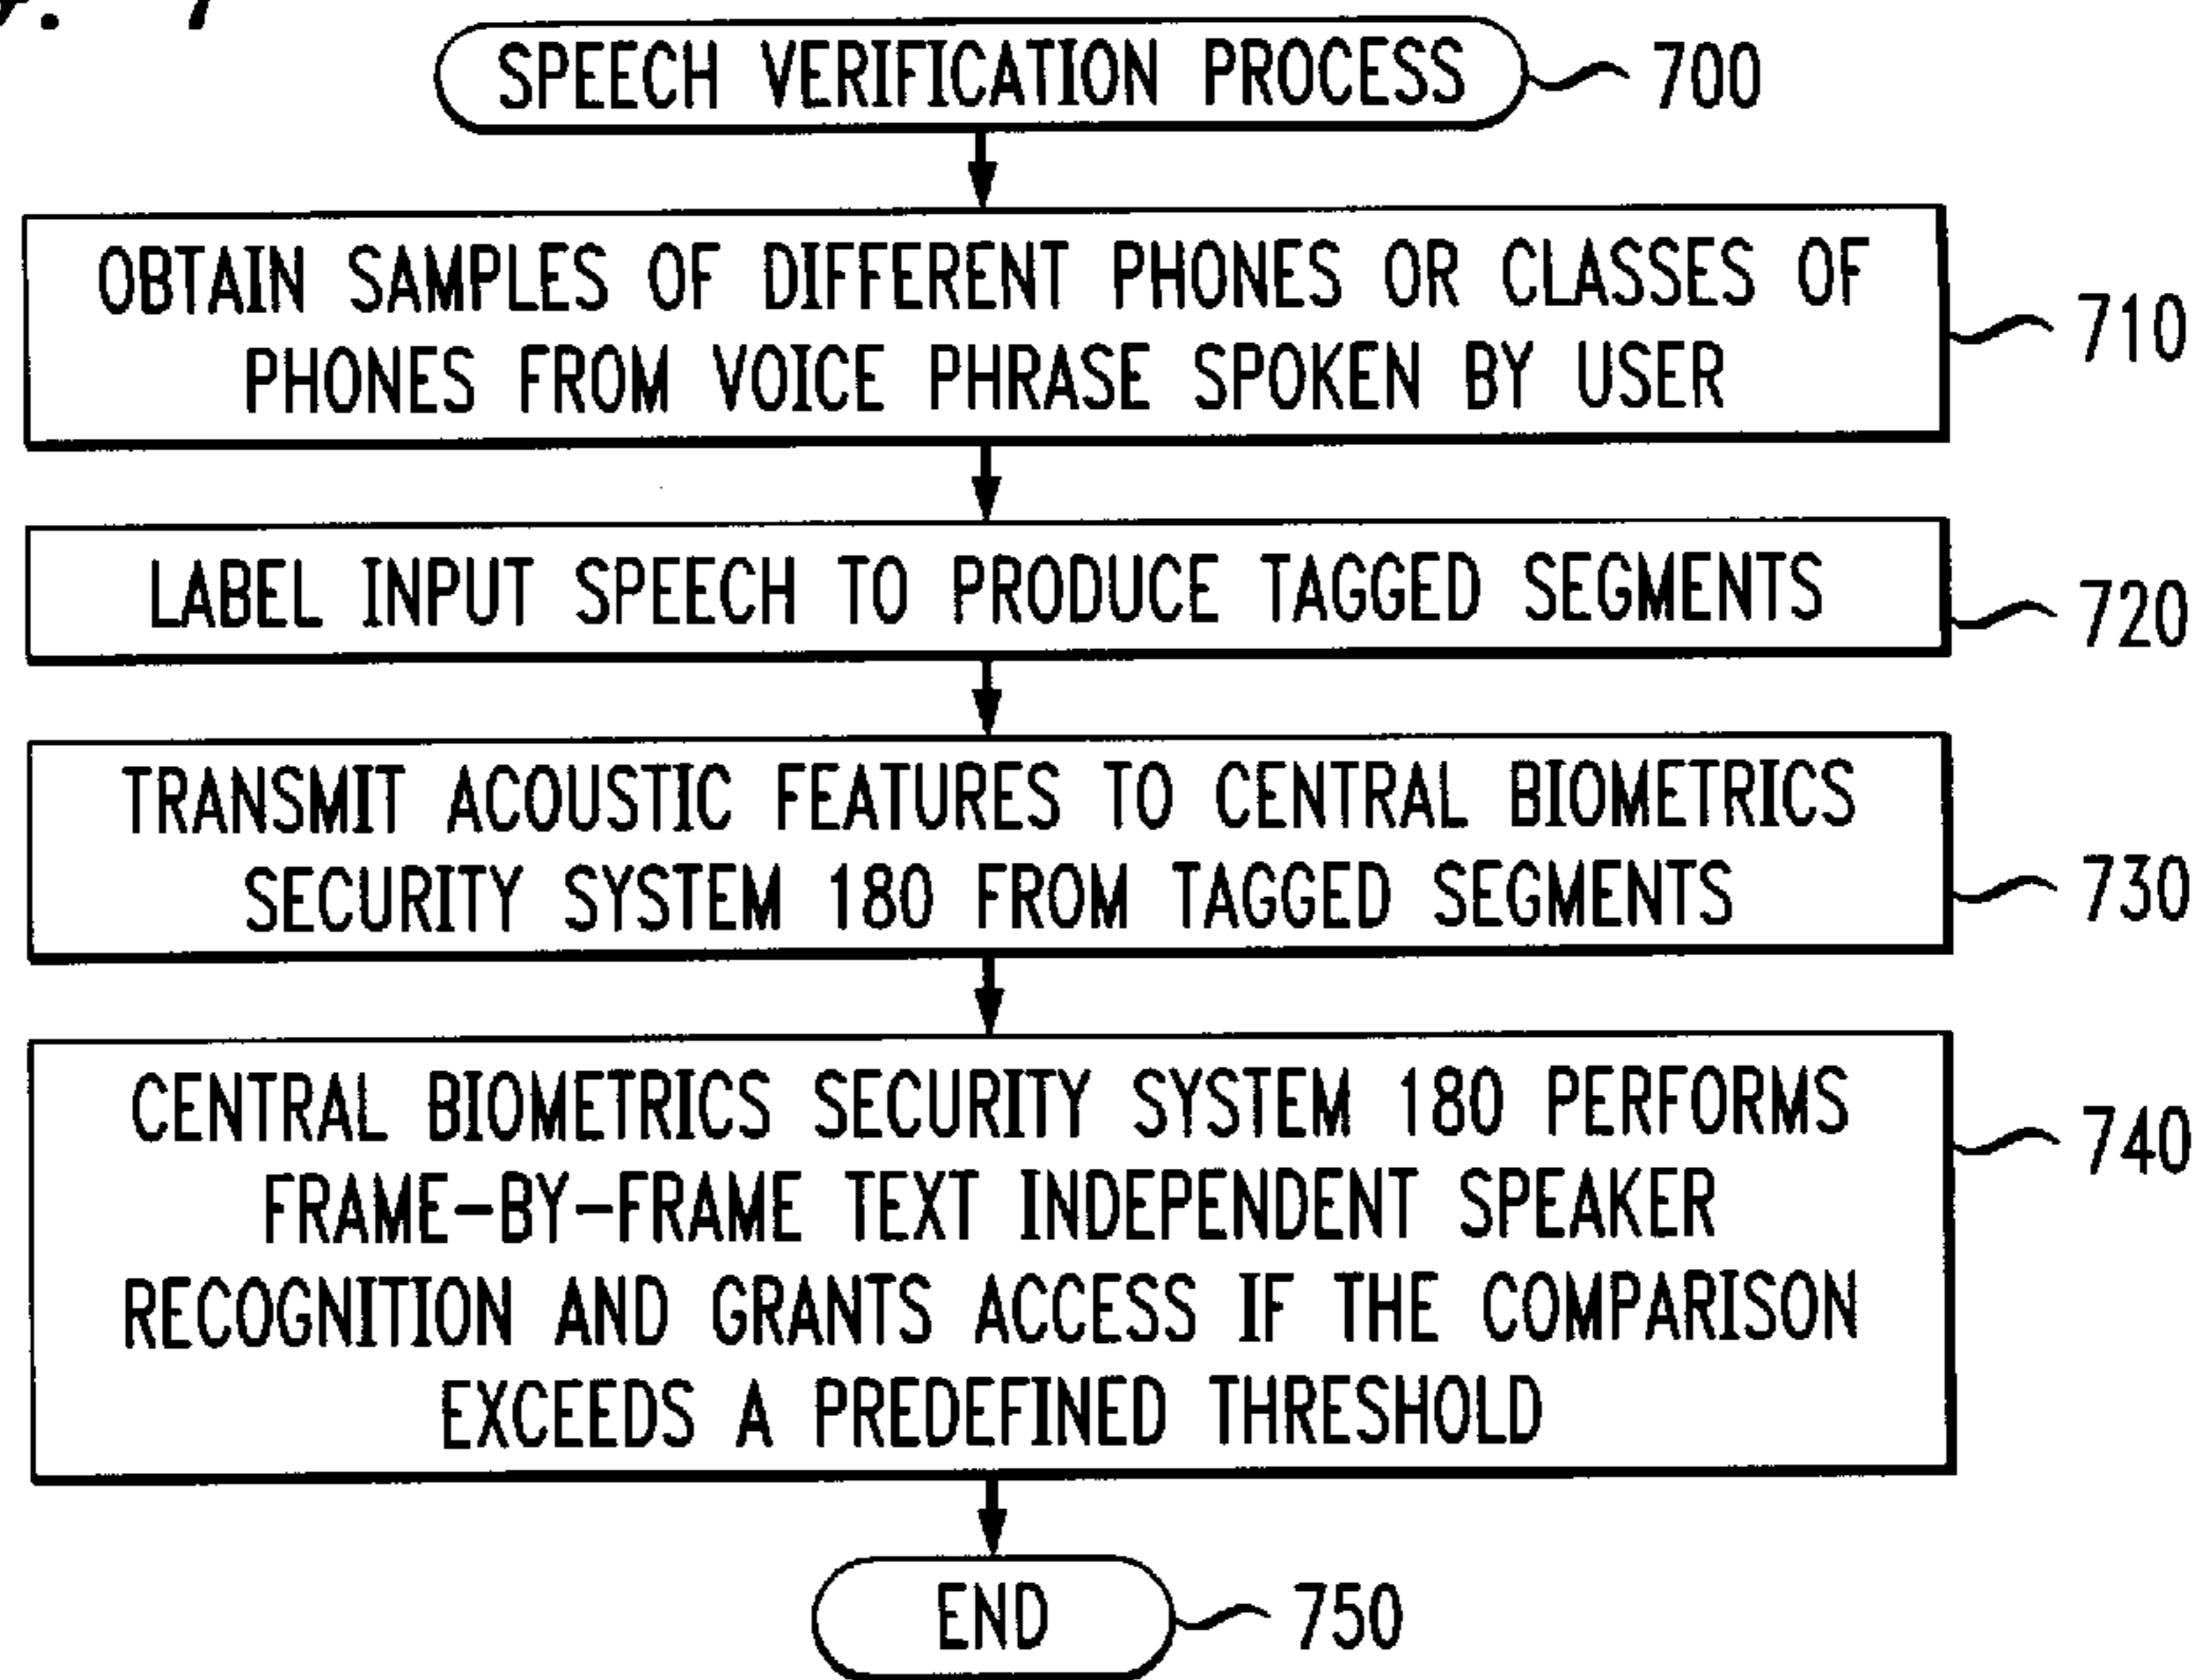 SPEECH VERIFICATION PROCESS 700
OBTAIN SAMPLES OF DIFFERENT PHONES OR CLASSES OF
PHONES FROM VOICE PHRASE SPOKEN BY USER
710
LABEL INPUT SPEECH TO PRODUCE TAGGED SEGMENTS
720
TRANSMIT ACOUSTIC FEATURES TO CENTRAL BIOMETRICS
SECURITY SYSTEM 180 FROM TAGGED SEGMENTS
730
CENTRAL BIOMETRICS SECURITY SYSTEM 180 PERFORMS
FRAME-BY-FRAME TEXT INDEPENDENT SPEAKER
RECOGNITION AND GRANTS ACCESS IF THE COMPARISON
EXCEEDS A PREDEFINED THRESHOLD
740
END 750